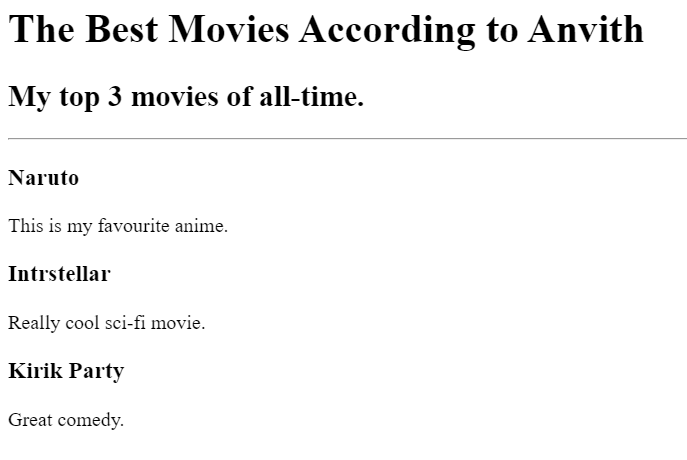 The Best Movies According to Anvith
My top 3 movies of all-time.
Naruto
This is my favourite anime.
Intrstellar
Really cool sci-fi movie.
Kirik Party
Great comedy.